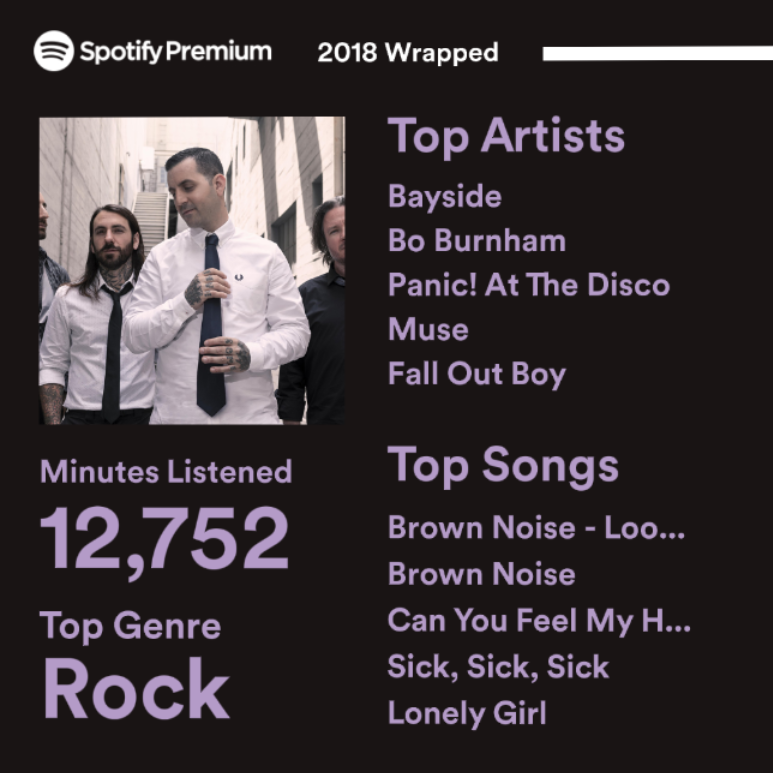 Spotify Premium
2018 Wrapped
Top Artists
Bayside
Bo Burnham
Panic! At The Disco
Muse
Fall Out Boy
Minutes Listened
12,752
Top Genre
Rock
Top Songs
Brown Noise - Loo...
Brown Noise
Can You Feel My H...
Sick, Sick, Sick
Lonely Girl